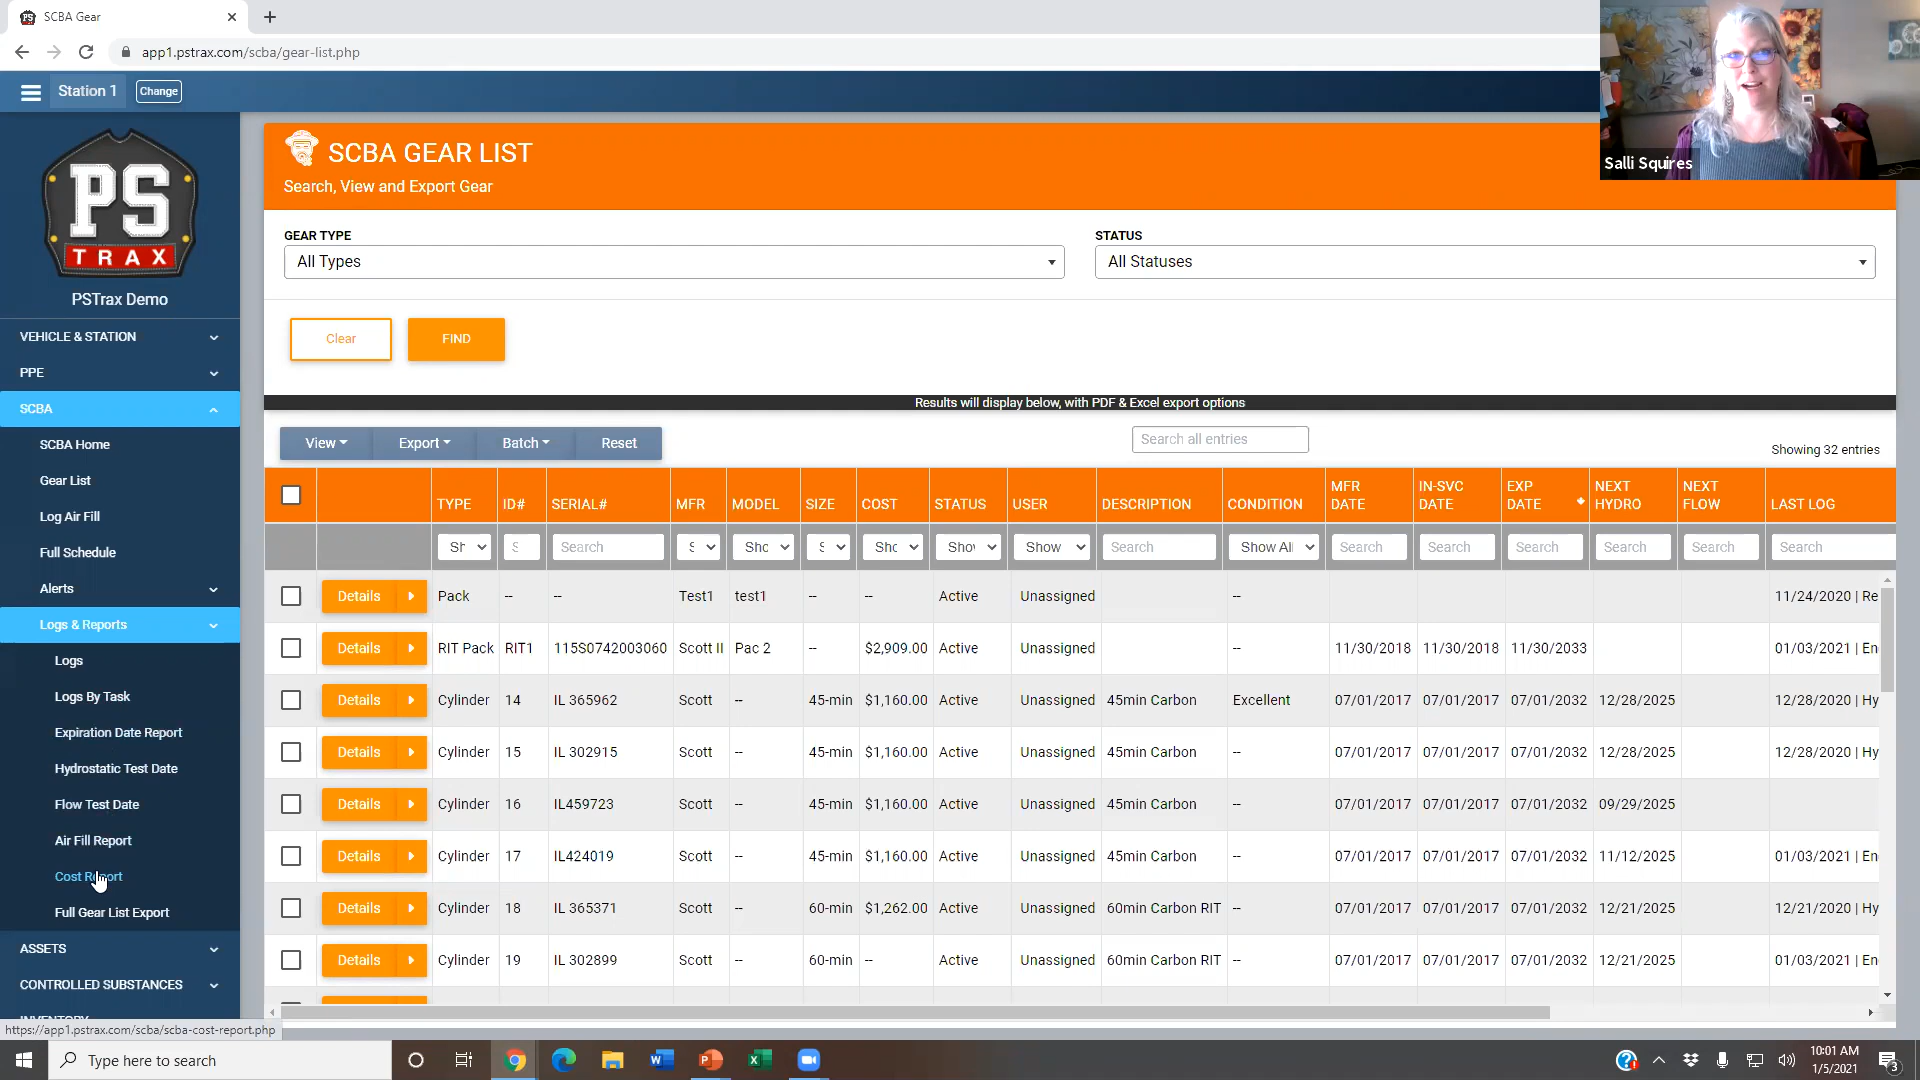 SCBA Gear
app1.pstrax.com/scba/gear-list.php
Station 1 Change
Salli Squires
PS
TRAX
PSTrax Demo
VEHICLE & STATION
PPE
SCBA
SCBA Home
Gear List
Log Air Fill
Full Schedule
Alerts
Logs & Reports
Logs
Logs By Task
Expiration Date Report
Hydrostatic Test Date
Flow Test Date
Air Fill Report
Cost Report
Full Gear List Export
ASSETS
CONTROLLED SUBSTANCES
INVENTORY
https://app1.pstrax.com/scba/scba-cost-report.php
SCBA GEAR LIST
Search, View and Export Gear
GEAR TYPE STATUS
All Types All Statuses
Clear FIND
Results will display below, with PDF & Excel export options
View Export Batch Reset Search all entries Showing 32 entries
TYPE ID# SERIAL# MFR MODEL SIZE COST STATUS USER DESCRIPTION CONDITION MFR DATE IN-SVC DATE EXP DATE NEXT HYDRO NEXT FLOW LAST LOG
Sh S Search S Sho S Sho Show Show Search Show All Search Search Search Search Search Search
Details Pack -- -- Test1 test1 -- -- Active Unassigned -- 11/24/2020 | Re
Details RIT Pack RIT1 115S0742003060 Scott II Pac 2 -- $2,909.00 Active Unassigned -- 11/30/2018 11/30/2018 11/30/2033 01/03/2021 | En
Details Cylinder 14 IL 365962 Scott -- 45-min $1,160.00 Active Unassigned 45min Carbon Excellent 07/01/2017 07/01/2017 07/01/2032 12/28/2025 12/28/2020 | Hy
Details Cylinder 15 IL 302915 Scott -- 45-min $1,160.00 Active Unassigned 45min Carbon -- 07/01/2017 07/01/2017 07/01/2032 12/28/2025 12/28/2020 | Hy
Details Cylinder 16 IL459723 Scott -- 45-min $1,160.00 Active Unassigned 45min Carbon -- 07/01/2017 07/01/2017 07/01/2032 09/29/2025
Details Cylinder 17 IL424019 Scott -- 45-min $1,160.00 Active Unassigned 45min Carbon -- 07/01/2017 07/01/2017 07/01/2032 11/12/2025 01/03/2021 | En
Details Cylinder 18 IL 365371 Scott -- 60-min $1,262.00 Active Unassigned 60min Carbon RIT -- 07/01/2017 07/01/2017 07/01/2032 12/21/2025 12/21/2020 | Hy
Details Cylinder 19 IL 302899 Scott -- 60-min -- Active Unassigned 60min Carbon RIT -- 07/01/2017 07/01/2017 07/01/2032 12/21/2025 01/03/2021 | En
Type here to search
10:01 AM
1/5/2021
3